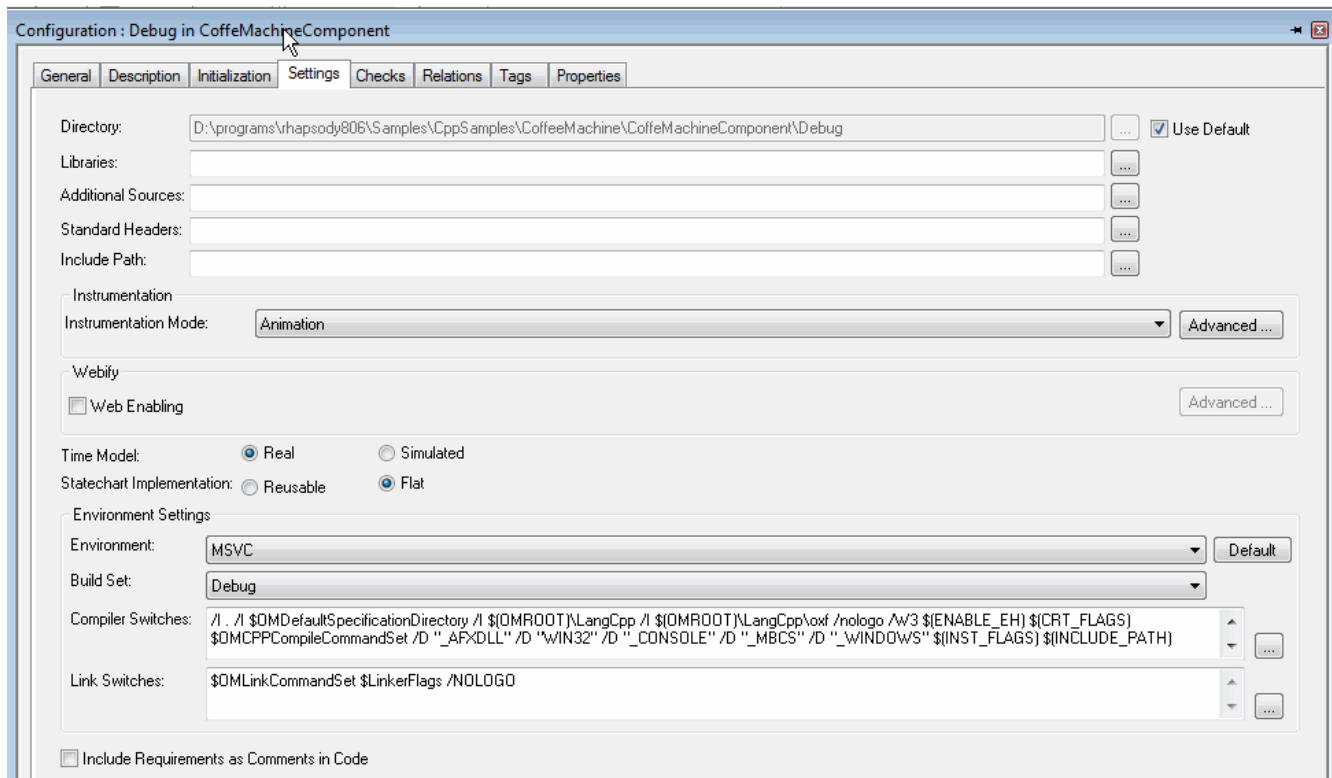 Configuration : Debug in CoffeMachineComponent
General Description Initialization Settings Checks Relations Tags Properties
Directory: D:\programs\rhapsody806\Samples\CppSamples\CoffeeMachine\CoffeMachineComponent\Debug ... Use Default
Libraries: ...
Additional Sources: ...
Standard Headers: ...
Include Path: ...
Instrumentation
Instrumentation Mode: Animation Advanced ...
Webify
Web Enabling Advanced ...
Time Model: Real Simulated
Statechart Implementation: Reusable Flat
Environment Settings
Environment: MSVC Default
Build Set: Debug
Compiler Switches: /I . /I $OMDefaultSpecificationDirectory /I $(OMROOT)\LangCpp /I $(OMROOT)\LangCpp\oxf /nologo /W3 $(ENABLE_EH) $(CRT_FLAGS)
$OMCPPCompileCommandSet /D "_AFXDLL" /D "WIN32" /D "_CONSOLE" /D "_MBCS" /D "_WINDOWS" $(INST_FLAGS) $(INCLUDE_PATH) ...
Link Switches: $OMLinkCommandSet $LinkerFlags /NOLOGO
...
Include Requirements as Comments in Code